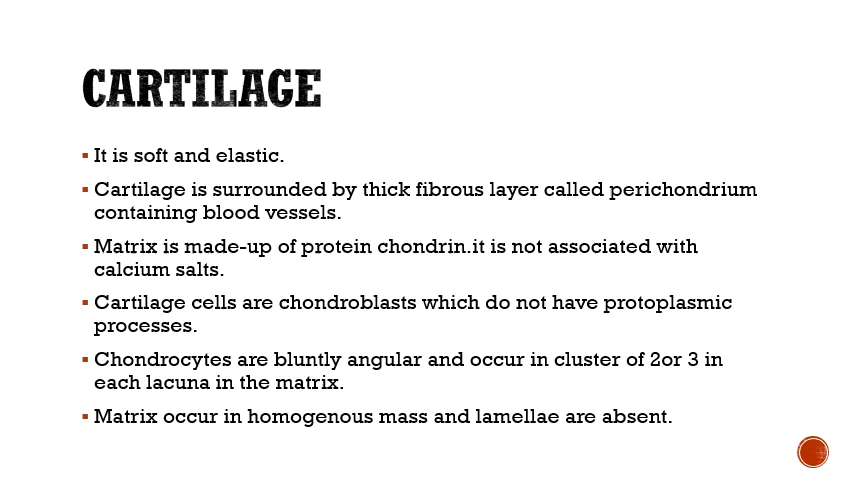 CARTILAGE
▪ It is soft and elastic.
▪ Cartilage is surrounded by thick fibrous layer called perichondrium
containing blood vessels.
▪ Matrix is made-up of protein chondrin.it is not associated with
calcium salts.
▪ Cartilage cells are chondroblasts which do not have protoplasmic
processes.
▪ Chondrocytes are bluntly angular and occur in cluster of 2or 3 in
each lacuna in the matrix.
▪ Matrix occur in homogenous mass and lamellae are absent.